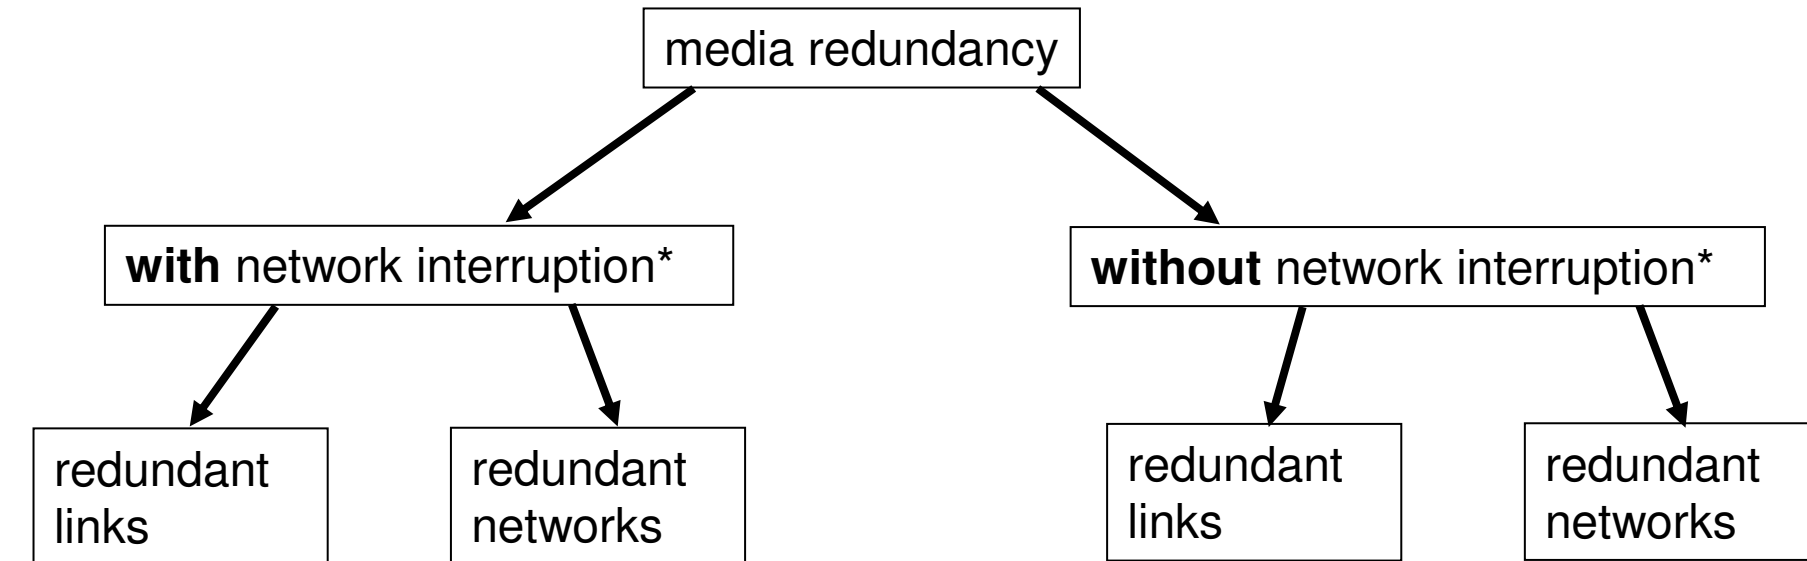 media redundancy
with network interruption*
without network interruption*
redundant
links
redundant
networks
redundant
links
redundant
networks